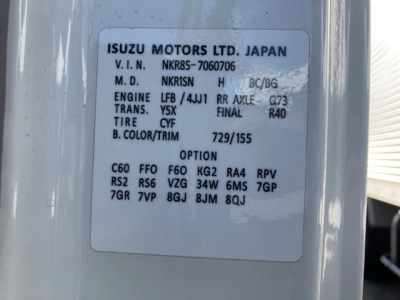 ISUZU MOTORS LTD. JAPAN
V. I. N. NKR85-7060706
M. D. NKR1SN H BC/BG
ENGINE LFB / 4JJ1 RR AXLE G73
TRANS. Y5X FINAL R40
TIRE CYF
B. COLOR/TRIM 729/155
OPTION
C60 FFO F60 KG2 RA4 RPV
RS2 RS6 VZG 34W 6MS 7GP
7GR 7VP 8GJ 8JM 8QJ